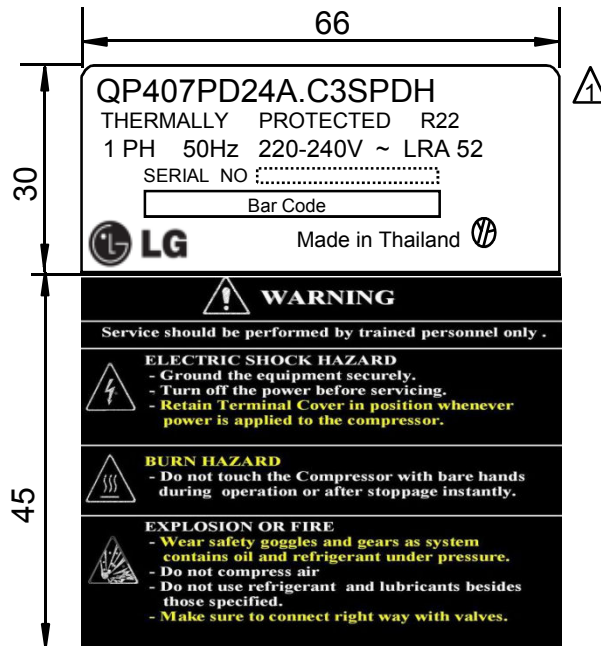 66
QP407PD24A.C3SPDH
1
THERMALLY PROTECTED R22
1 PH 50Hz 220-240V ~ LRA 52
SERIAL NO
Bar Code
LG Made in Thailand
30
WARNING
Service should be performed by trained personnel only .
ELECTRIC SHOCK HAZARD
- Ground the equipment securely.
- Turn off the power before servicing.
- Retain Terminal Cover in position whenever
power is applied to the compressor.
BURN HAZARD
- Do not touch the Compressor with bare hands
during operation or after stoppage instantly.
45
EXPLOSION OR FIRE
- Wear safety goggles and gears as system
contains oil and refrigerant under pressure.
- Do not compress air
- Do not use refrigerant and lubricants besides
those specified.
- Make sure to connect right way with valves.